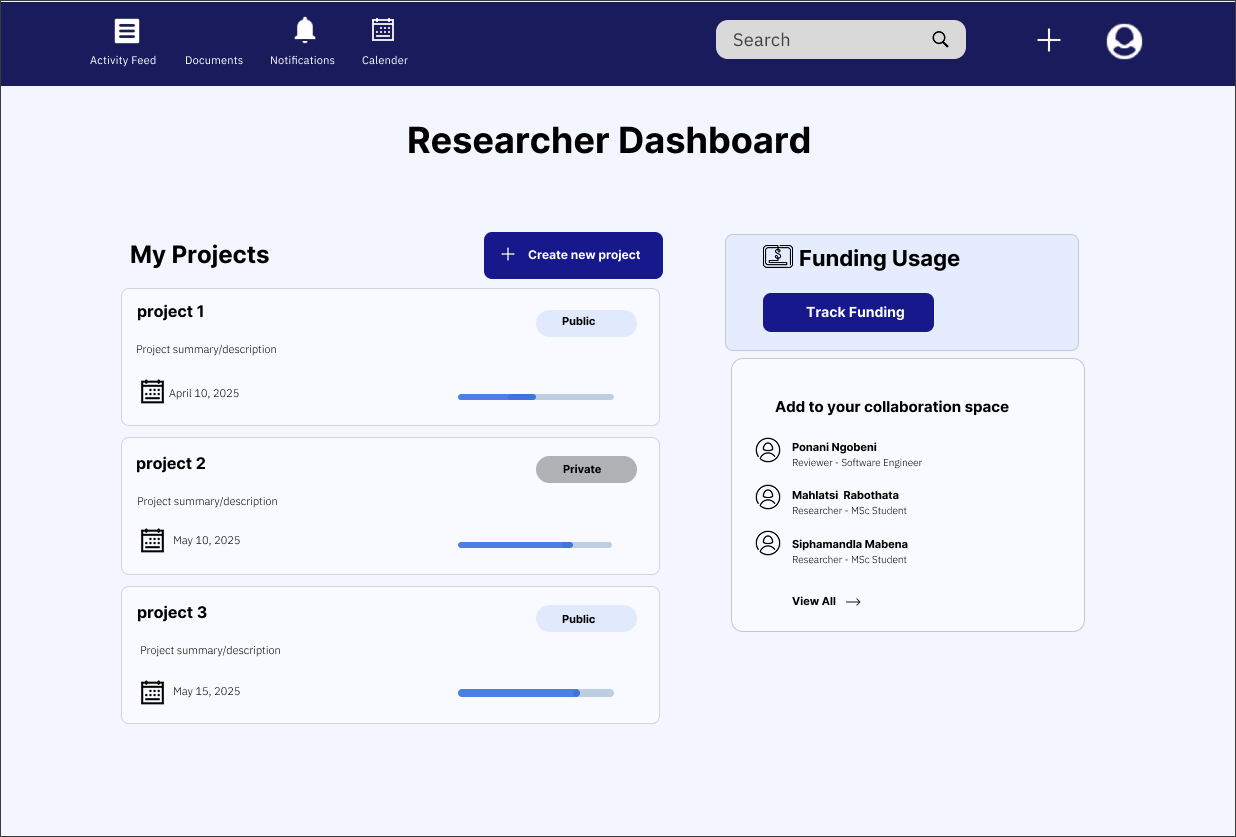 Activity Feed
Documents
Notifications
Calender
Search
Researcher Dashboard
My Projects
Create new project
project 1
Public
Project summary/description
April 10, 2025
project 2
Private
Project summary/description
May 10, 2025
project 3
Public
Project summary/description
May 15, 2025
$ Funding Usage
Track Funding
Add to your collaboration space
Ponani Ngobeni
Reviewer - Software Engineer
Mahlatsi Rabothata
Researcher - MSc Student
Siphamandla Mabena
Researcher - MSc Student
View All